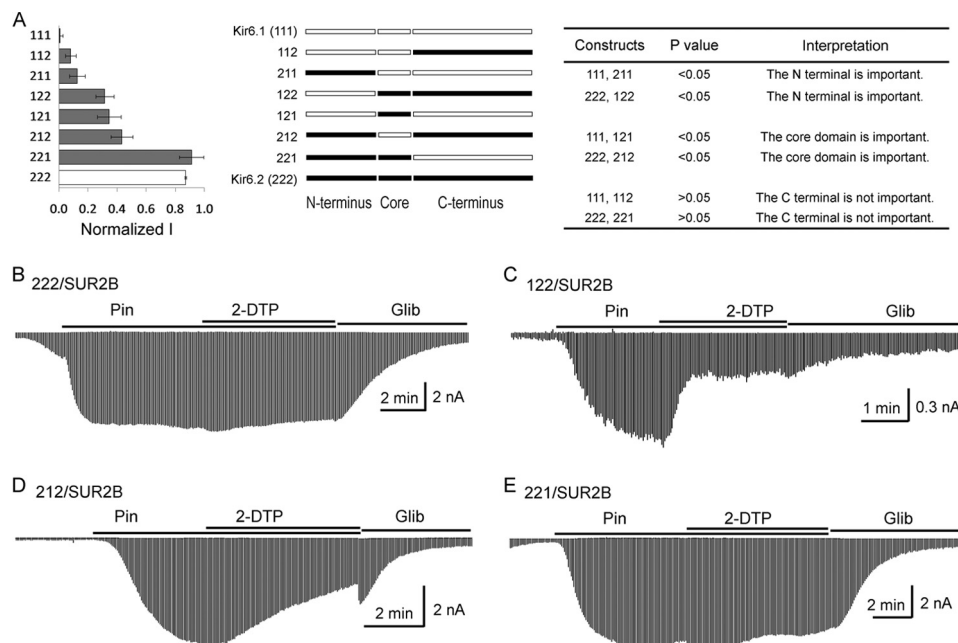 A
111
112
211
122
121
212
221
222
0.0 0.2 0.4 0.6 0.8 1.0
Normalized I
Kir6.1 (111)
112
211
122
121
212
221
Kir6.2 (222)
N-terminus Core C-terminus
Constructs P value Interpretation
111, 211 <0.05 The N terminal is important.
222, 122 <0.05 The N terminal is important.
111, 121 <0.05 The core domain is important.
222, 212 <0.05 The core domain is important.
111, 112 >0.05 The C terminal is not important.
222, 221 >0.05 The C terminal is not important.
B 222/SUR2B
Pin 2-DTP Glib
2 min 2 nA
C 122/SUR2B
Pin 2-DTP Glib
1 min 0.3 nA
D 212/SUR2B
Pin 2-DTP Glib
2 min 2 nA
E 221/SUR2B
Pin 2-DTP Glib
2 min 2 nA